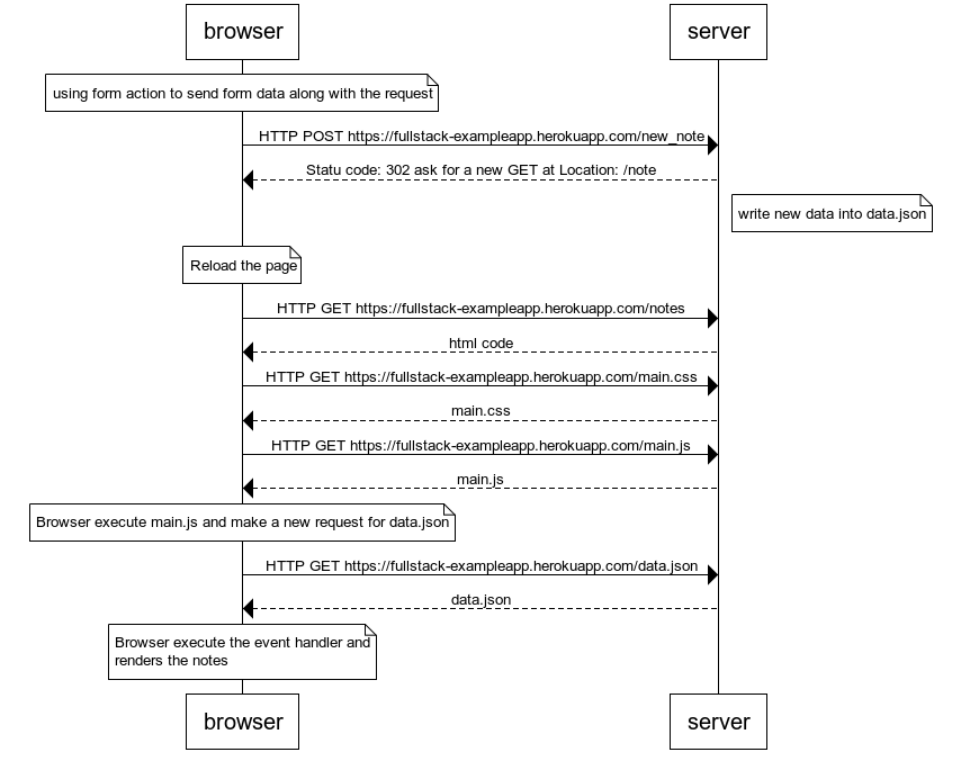 browser
server
using form action to send form data along with the request
HTTP POST https://fullstack-exampleapp.herokuapp.com/new_note
Statu code: 302 ask for a new GET at Location: /note
write new data into data.json
Reload the page
HTTP GET https://fullstack-exampleapp.herokuapp.com/notes
html code
HTTP GET https://fullstack-exampleapp.herokuapp.com/main.css
main.css
HTTP GET https://fullstack-exampleapp.herokuapp.com/main.js
main.js
Browser execute main.js and make a new request for data.json
HTTP GET https://fullstack-exampleapp.herokuapp.com/data.json
data.json
Browser execute the event handler and
renders the notes
browser
server